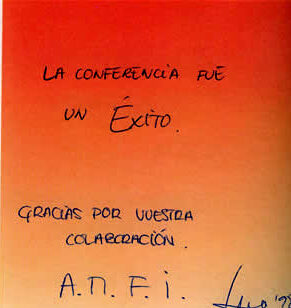 LA CONFERENCIA FUE
UN ÉXITO.
GRACIAS POR VUESTRA
COLABORACIÓN.
A.N.F.I.